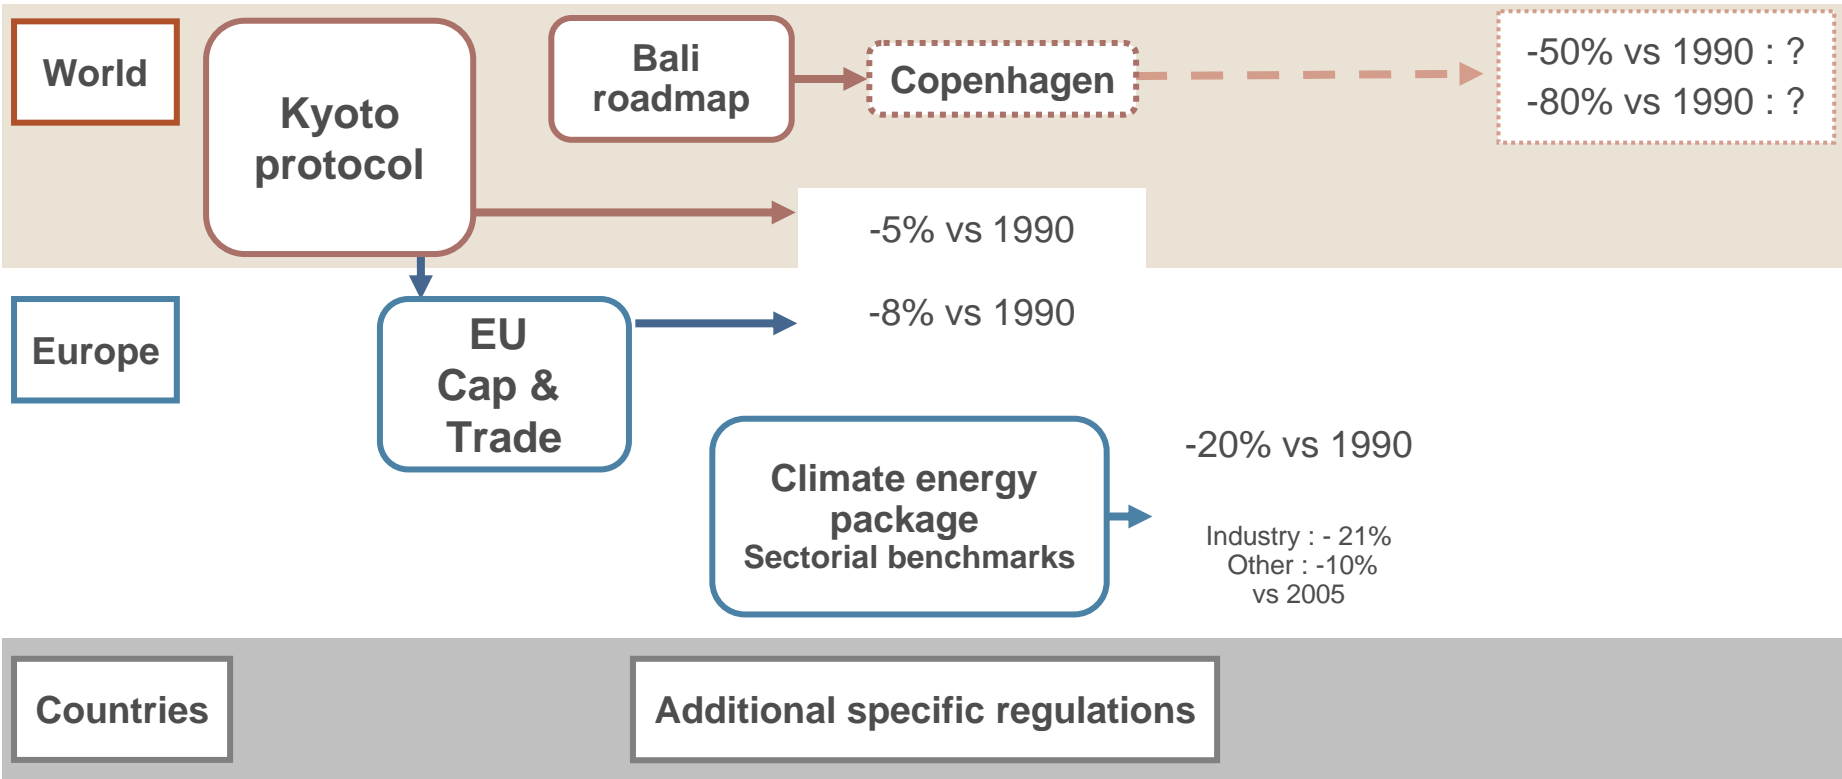 World
Kyoto
protocol
Bali
roadmap
Copenhagen
-50% vs 1990 : ?
-80% vs 1990 : ?
-5% vs 1990
Europe
EU
Cap &
Trade
-8% vs 1990
Climate energy
package
Sectorial benchmarks
-20% vs 1990
Industry : - 21%
Other : -10%
vs 2005
Countries
Additional specific regulations